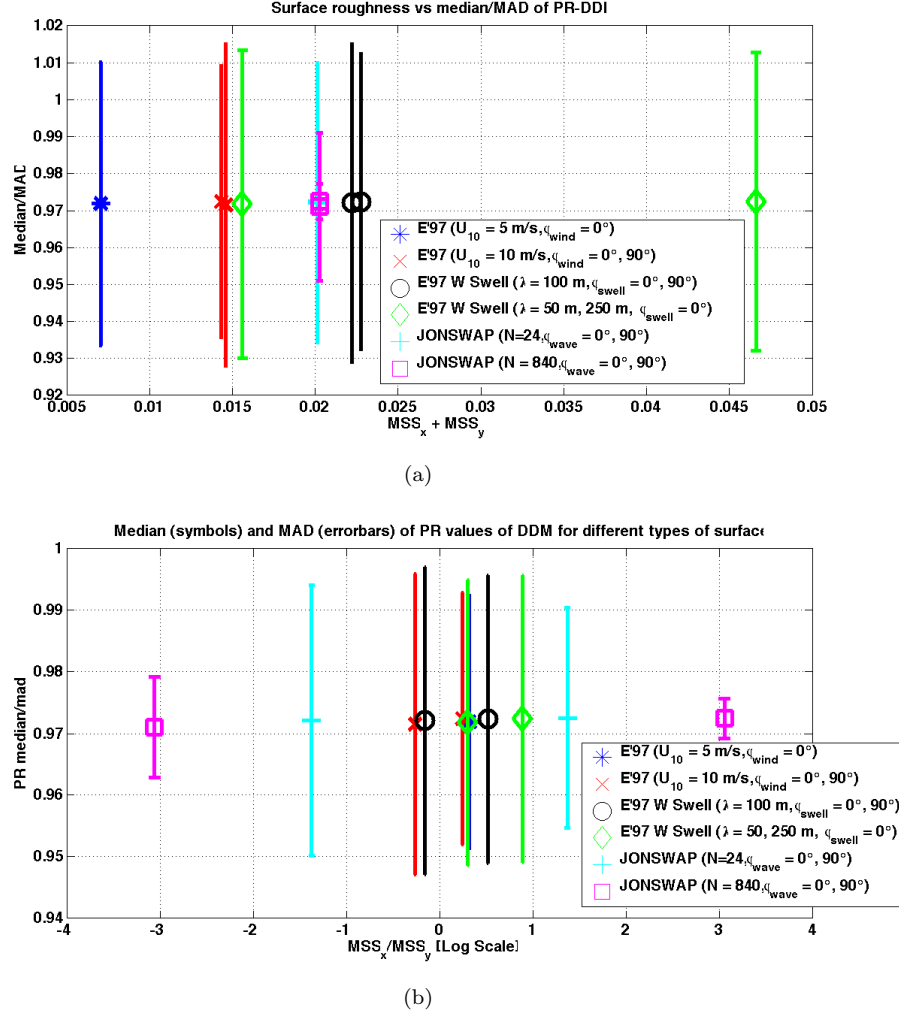 Surface roughness vs median/MAD of PR-DDI
1.02
1.01
1
0.99
0.98
0.97
0.96
0.95
0.94
0.93
0.92
Median/MAD
E'97 (U10 = 5 m/s,φwind = 0°)
E'97 (U10 = 10 m/s,φwind = 0°, 90°)
E'97 W Swell (λ = 100 m,φswell = 0°, 90°)
E'97 W Swell (λ = 50 m, 250 m, φswell = 0°)
JONSWAP (N=24,φwave = 0°, 90°)
JONSWAP (N = 840,φwave = 0°, 90°)
0.005 0.01 0.015 0.02 0.025 0.03 0.035 0.04 0.045 0.05
MSSx + MSSy
(a)
Median (symbols) and MAD (errorbars) of PR values of DDM for different types of surface
1
0.99
0.98
0.97
0.96
0.95
0.94
PR median/mad
E'97 (U10 = 5 m/s,φwind = 0°)
E'97 (U10 = 10 m/s,φwind = 0°, 90°)
E'97 W Swell (λ = 100 m,φswell = 0°, 90°)
E'97 W Swell (λ = 50, 250 m, φswell = 0°)
JONSWAP (N=24,φwave = 0°, 90°)
JONSWAP (N = 840,φwave = 0°, 90°)
-4 -3 -2 -1 0 1 2 3 4
MSSx/MSSy [Log Scale]
(b)